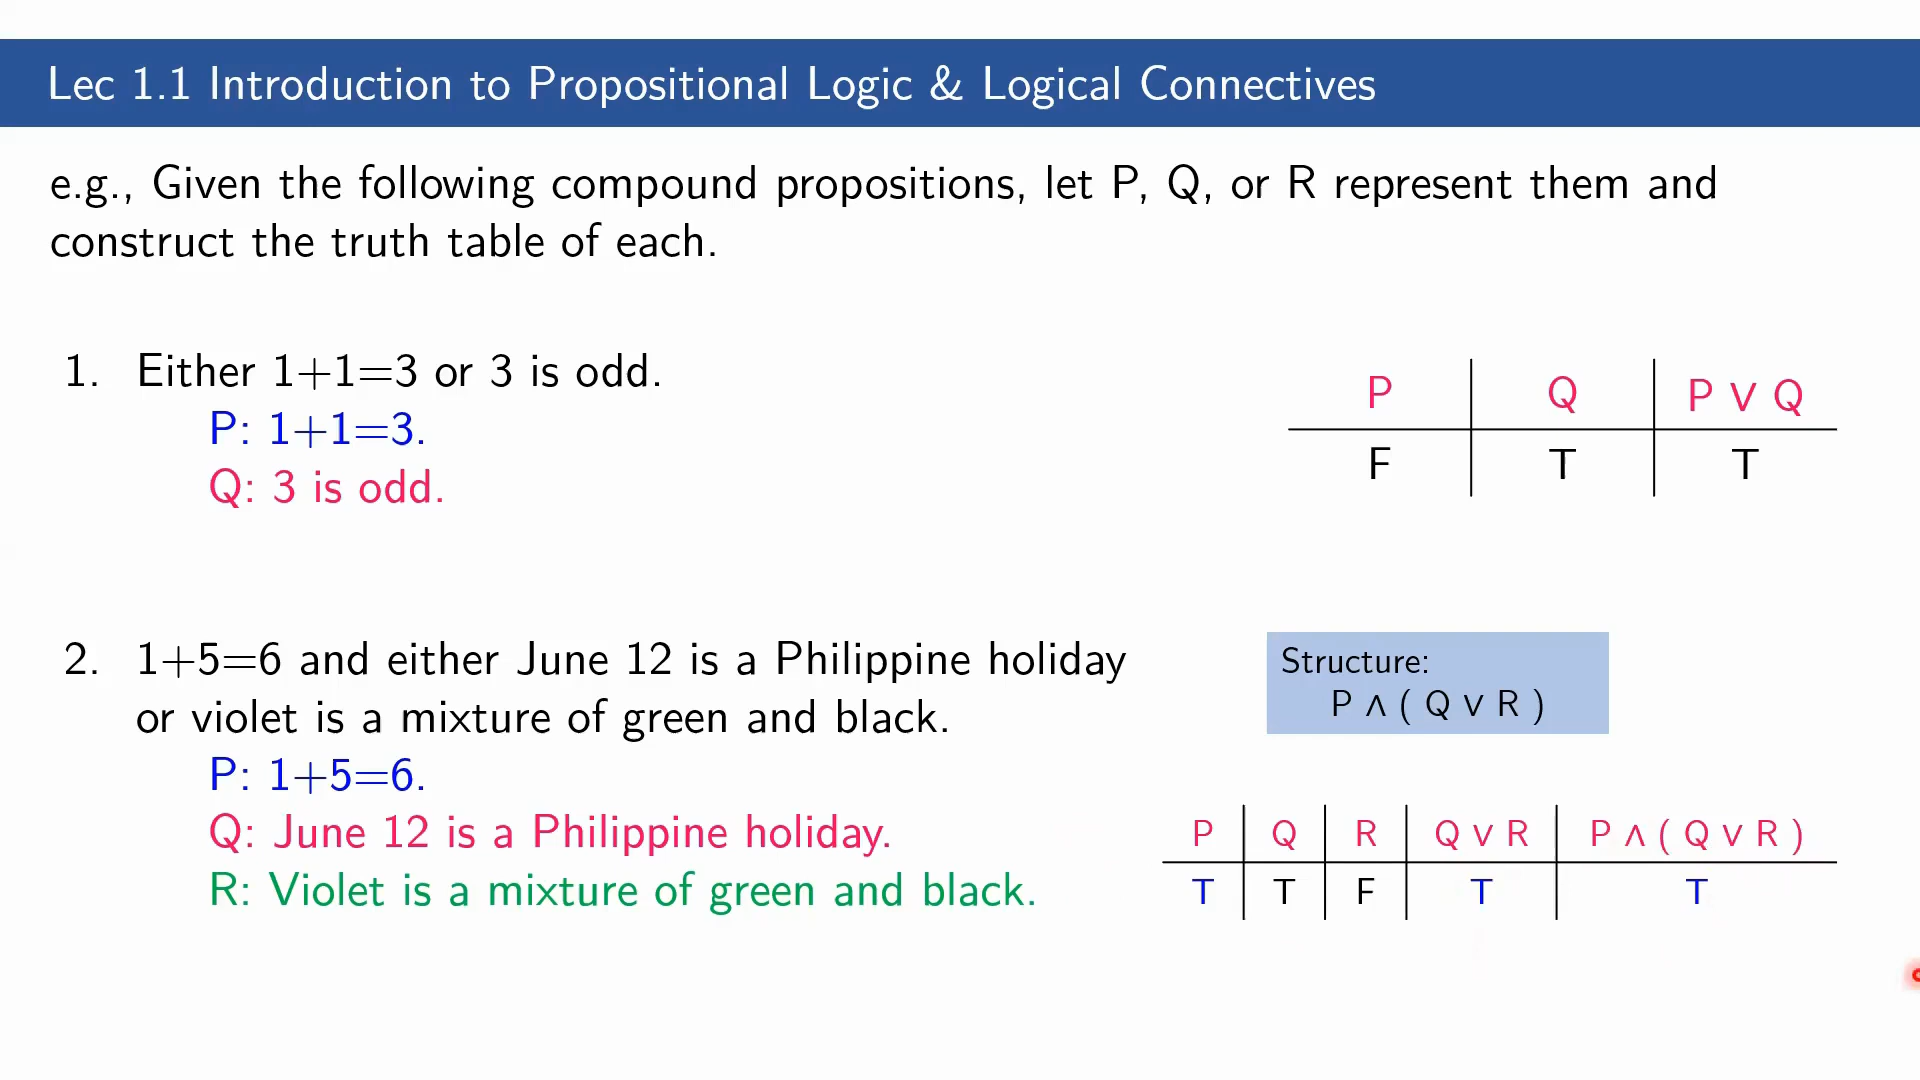 Lec 1.1 Introduction to Propositional Logic & Logical Connectives
e.g., Given the following compound propositions, let P, Q, or R represent them and
construct the truth table of each.
1. Either 1+1=3 or 3 is odd.
P: 1+1=3.
Q: 3 is odd.
P Q P ∨ Q
F T T
2. 1+5=6 and either June 12 is a Philippine holiday
or violet is a mixture of green and black.
P: 1+5=6.
Q: June 12 is a Philippine holiday.
R: Violet is a mixture of green and black.
Structure:
P ∧ ( Q ∨ R )
P Q R Q ∨ R P ∧ ( Q ∨ R )
T T F T T